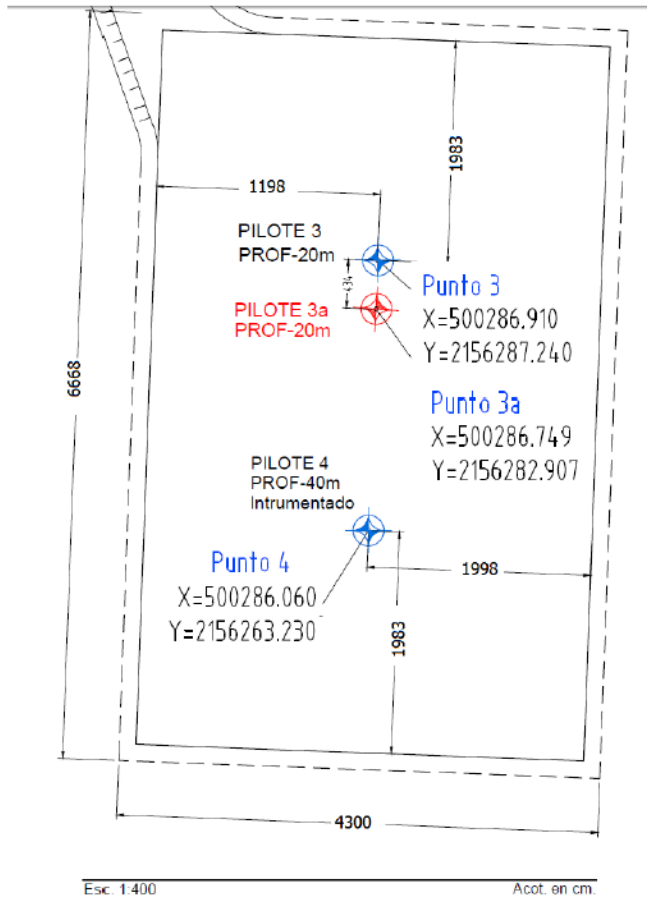 1983
1198
PILOTE 3
PROF-20m
434
Punto 3
X=500286.910
Y=2156287.240
PILOTE 3a
PROF-20m
6668
Punto 3a
X=500286.749
Y=2156282.907
PILOTE 4
PROF-40m
Intrumentado
Punto 4
X=500286.060
Y=2156263.230
1998
1983
4300
Esc. 1:400
Acot. en cm.